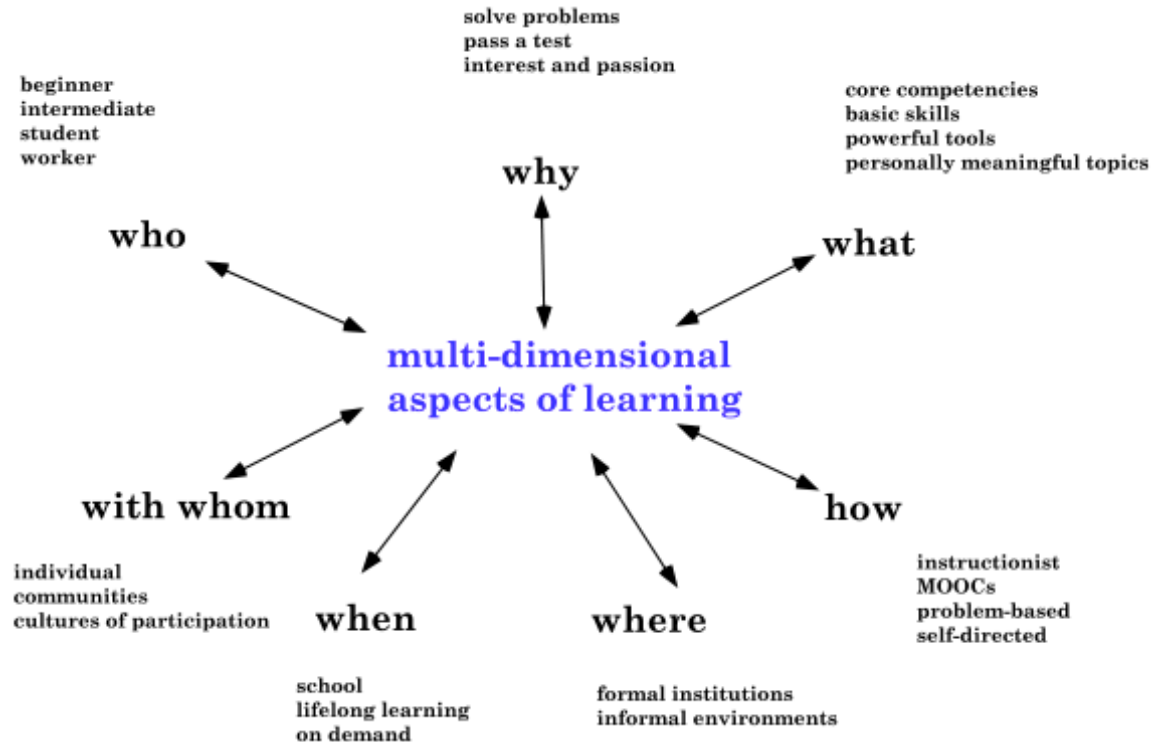 solve problems
pass a test
interest and passion
beginner
intermediate
student
worker
core competencies
basic skills
powerful tools
personally meaningful topics
why
who
what
multi-dimensional
aspects of learning
with whom
individual
communities
cultures of participation
how
instructionist
MOOCs
problem-based
self-directed
when
school
lifelong learning
on demand
where
formal institutions
informal environments